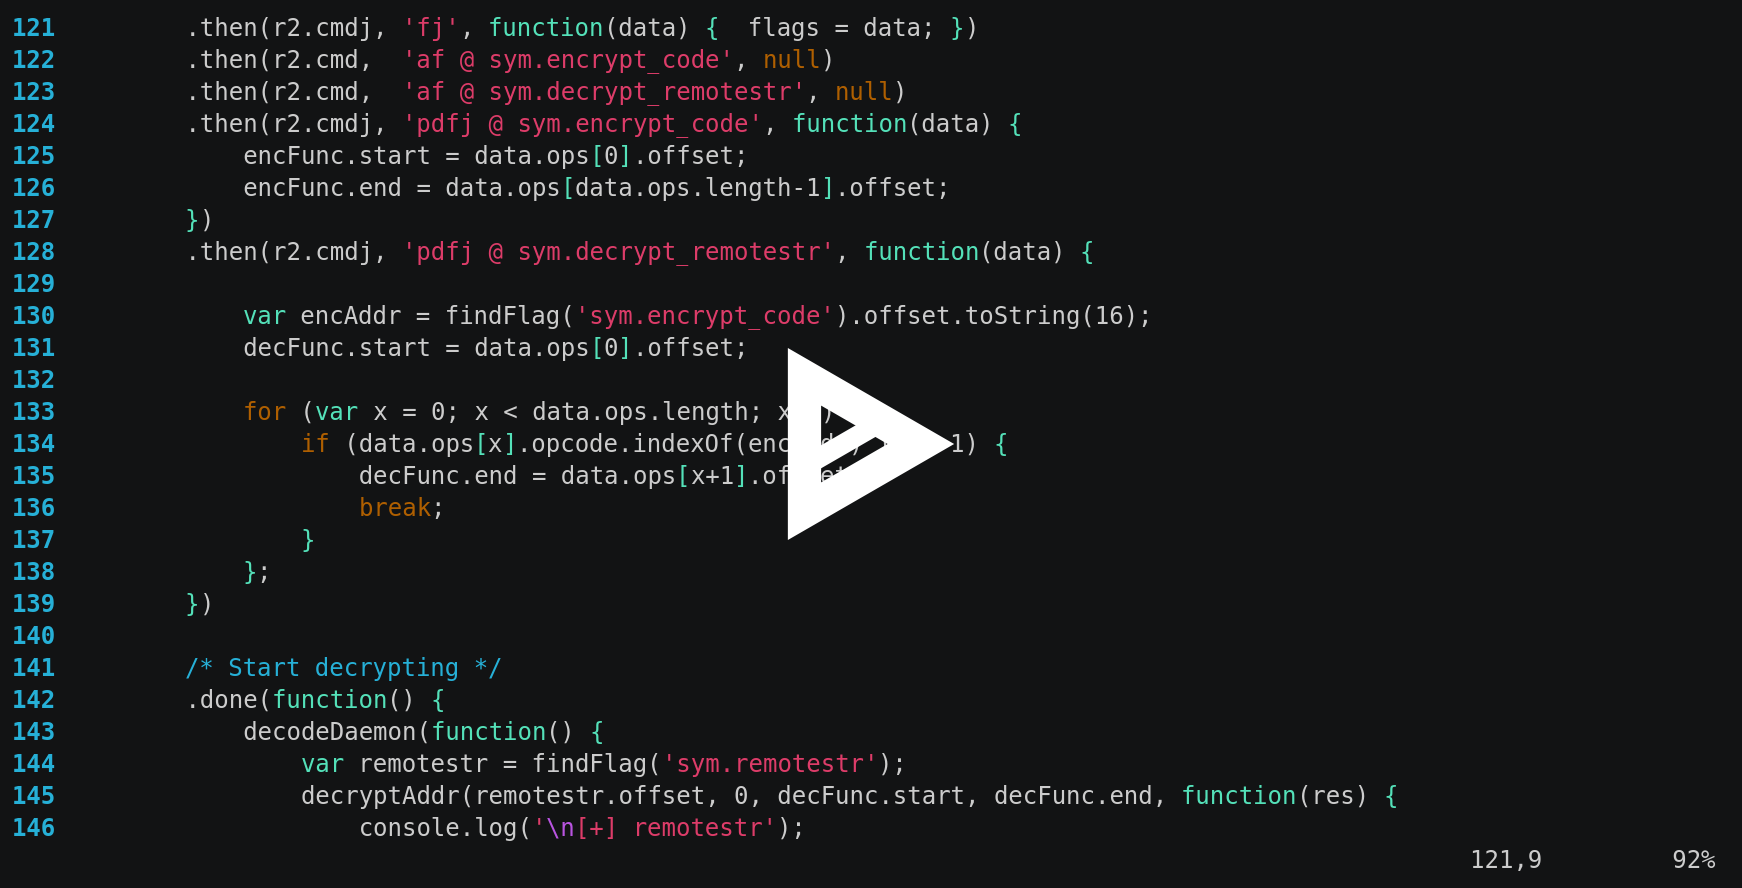 121         .then(r2.cmdj, 'fj', function(data) {  flags = data; })
122         .then(r2.cmd,  'af @ sym.encrypt_code', null)
123         .then(r2.cmd,  'af @ sym.decrypt_remotestr', null)
124         .then(r2.cmdj, 'pdfj @ sym.encrypt_code', function(data) {
125             encFunc.start = data.ops[0].offset;
126             encFunc.end = data.ops[data.ops.length-1].offset;
127         })
128         .then(r2.cmdj, 'pdfj @ sym.decrypt_remotestr', function(data) {
129
130             var encAddr = findFlag('sym.encrypt_code').offset.toString(16);
131             decFunc.start = data.ops[0].offset;
132
133             for (var x = 0; x < data.ops.length;
134                 if (data.ops[x].opcode.indexOf( 1) {
135                     decFunc.end = data.ops[x+1]
136                     break;
137                 }
138             };
139         })
140
141         /* Start decrypting */
142         .done(function() {
143             decodeDaemon(function() {
144                 var remotestr = findFlag('sym.remotestr');
145                 decryptAddr(remotestr.offset, 0, decFunc.start, decFunc.end, function(res) {
146                     console.log('\n[+] remotestr');
121,9         92%